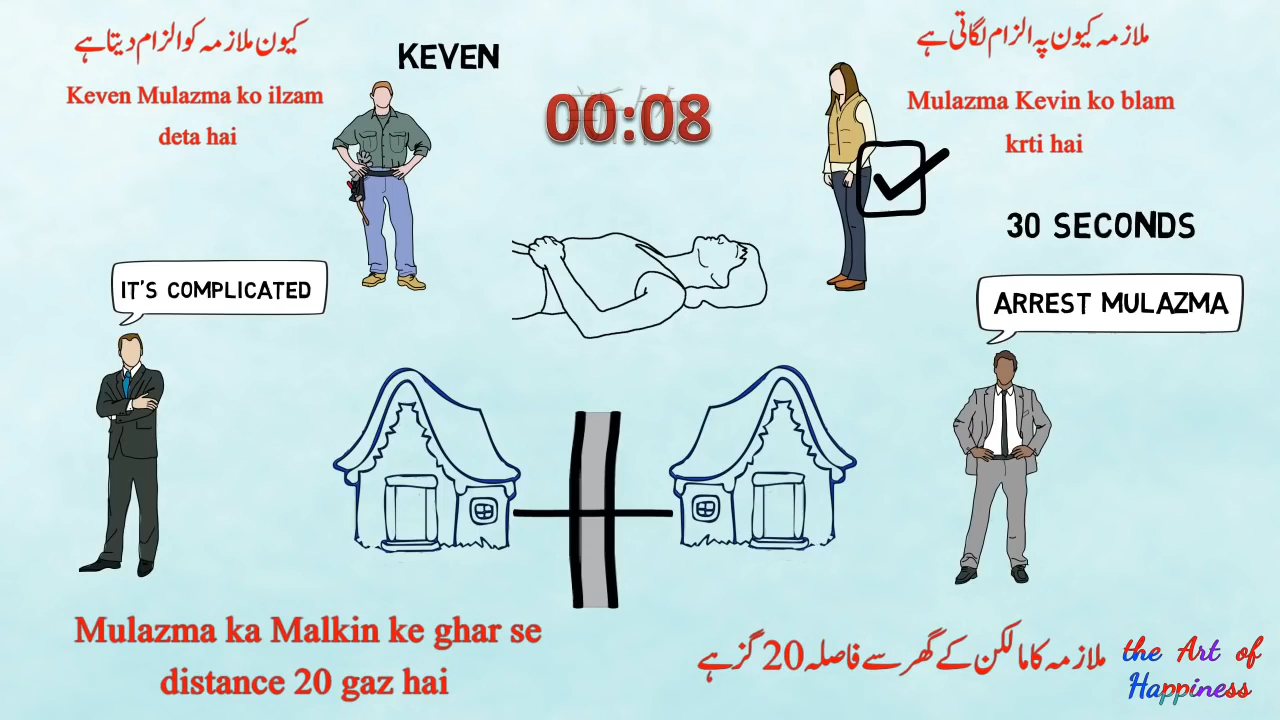 کیون ملازمہ کو الزام دیتا ہے
Keven Mulazma ko ilzam
deta hai
KEVEN
00:08
ملازمہ کیون پہ الزام لگاتی ہے
Mulazma Kevin ko blam
krti hai
30 SECONDS
IT'S COMPLICATED
ARREST MULAZMA
Mulazma ka Malkin ke ghar se
distance 20 gaz hai
ملازمہ کا مالکن کے گھر سے فاصلہ 20 گز ہے
the Art of
Happiness